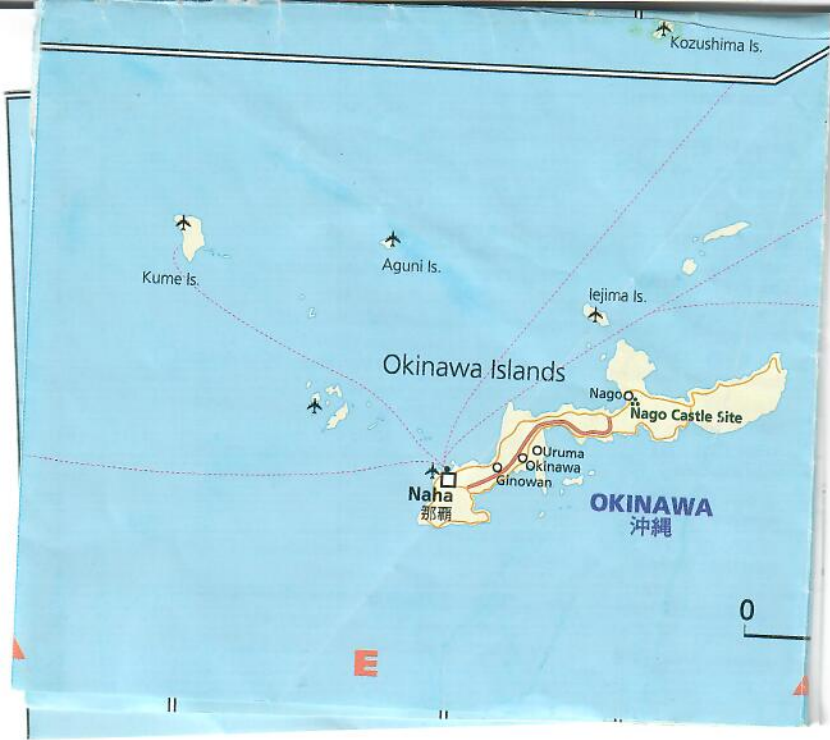 Kozushima Is.
Kume Is.
Aguni Is.
Iejima Is.
Okinawa Islands
Nago
Nago Castle Site
Uruma
Okinawa
Ginowan
Naha
那覇
OKINAWA
沖縄
0
E